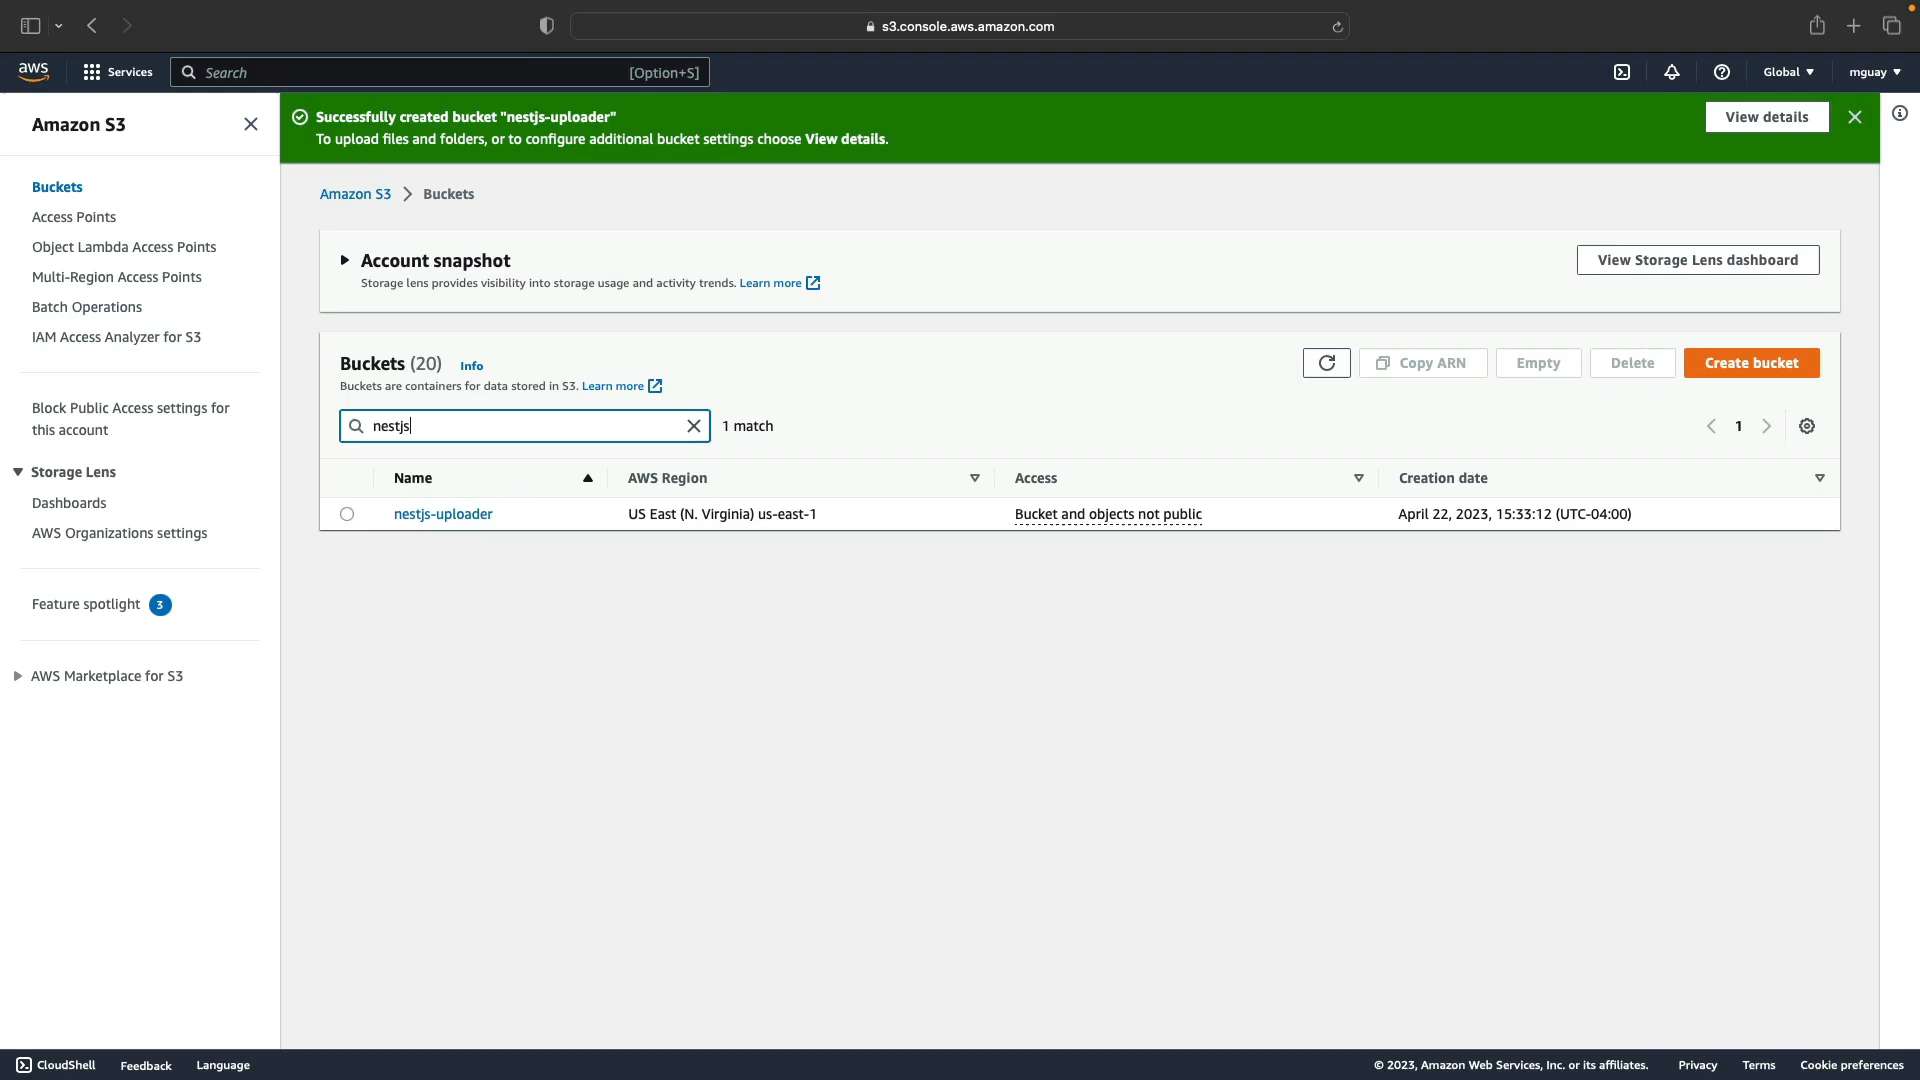 s3.console.aws.amazon.com
aws
Services
Search
[Option+S]
Global
mguay
Amazon S3
Successfully created bucket "nestjs-uploader"
To upload files and folders, or to configure additional bucket settings choose View details.
View details
Buckets
Access Points
Object Lambda Access Points
Multi-Region Access Points
Batch Operations
IAM Access Analyzer for S3
Block Public Access settings for
this account
Storage Lens
Dashboards
AWS Organizations settings
Feature spotlight 3
AWS Marketplace for S3
Amazon S3 > Buckets
Account snapshot
Storage lens provides visibility into storage usage and activity trends. Learn more
View Storage Lens dashboard
Buckets (20) Info
Buckets are containers for data stored in S3. Learn more
Copy ARN
Empty
Delete
Create bucket
nestjs
1 match
1
Name AWS Region Access Creation date
nestjs-uploader US East (N. Virginia) us-east-1 Bucket and objects not public April 22, 2023, 15:33:12 (UTC-04:00)
CloudShell Feedback Language
© 2023, Amazon Web Services, Inc. or its affiliates. Privacy Terms Cookie preferences